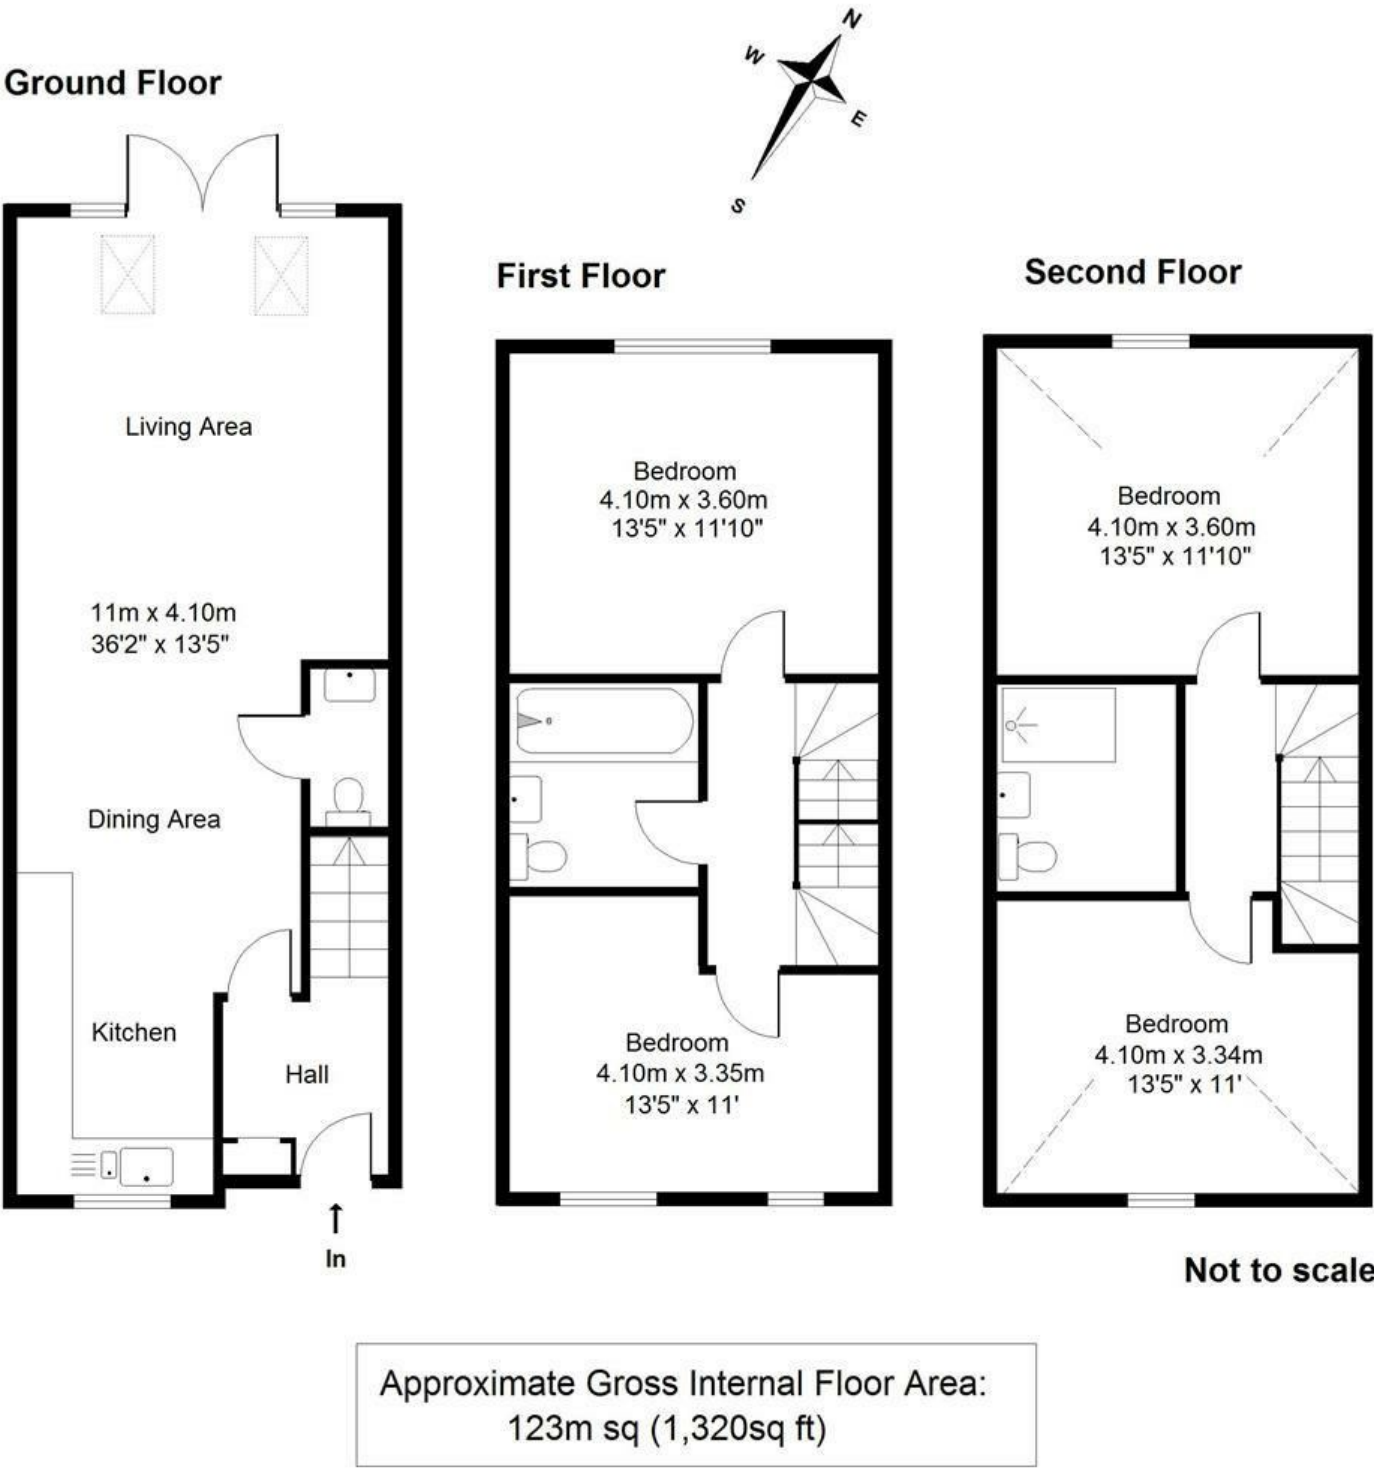 N
W
E
S
Ground Floor
Living Area
11m x 4.10m
36'2" x 13'5"
Dining Area
Kitchen
Hall
In
First Floor
Bedroom
4.10m x 3.60m
13'5" x 11'10"
Bedroom
4.10m x 3.35m
13'5" x 11'
Second Floor
Bedroom
4.10m x 3.60m
13'5" x 11'10"
Bedroom
4.10m x 3.34m
13'5" x 11'
Not to scale
Approximate Gross Internal Floor Area:
123m sq (1,320sq ft)